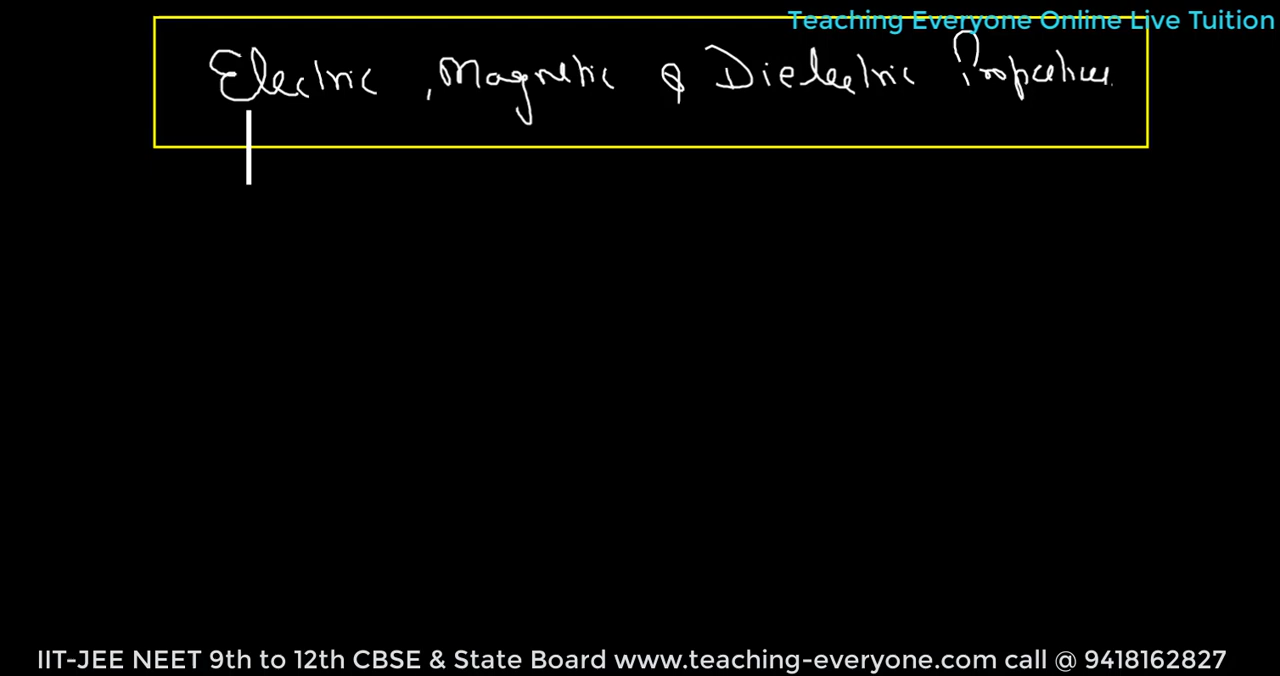 Teaching Everyone Online Live Tuition
Electric, Magnetic & Dielectric Properties
IIT-JEE NEET 9th to 12th CBSE & State Board www.teaching-everyone.com call @ 9418162827